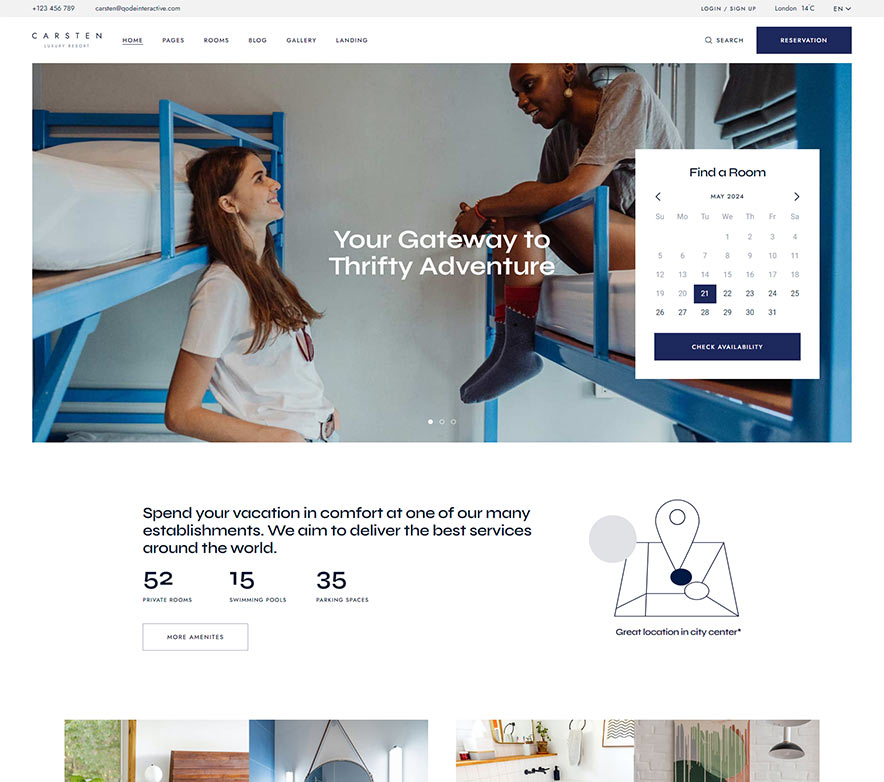 +123 456 789 carsten@qodeinteractive.com LOGIN / SIGN UP London 14°C EN
CARSTEN
LUXURY RESORT
HOME PAGES ROOMS BLOG GALLERY LANDING SEARCH RESERVATION
Your Gateway to
Thrifty Adventure
Find a Room
MAY 2024
Su Mo Tu We Th Fr Sa
1 2 3 4
5 6 7 8 9 10 11
12 13 14 15 16 17 18
19 20 21 22 23 24 25
26 27 28 29 30 31
CHECK AVAILABILITY
Spend your vacation in comfort at one of our many
establishments. We aim to deliver the best services
around the world.
52 15 35
PRIVATE ROOMS SWIMMING POOLS PARKING SPACES
MORE AMENITES
Great location in city center*